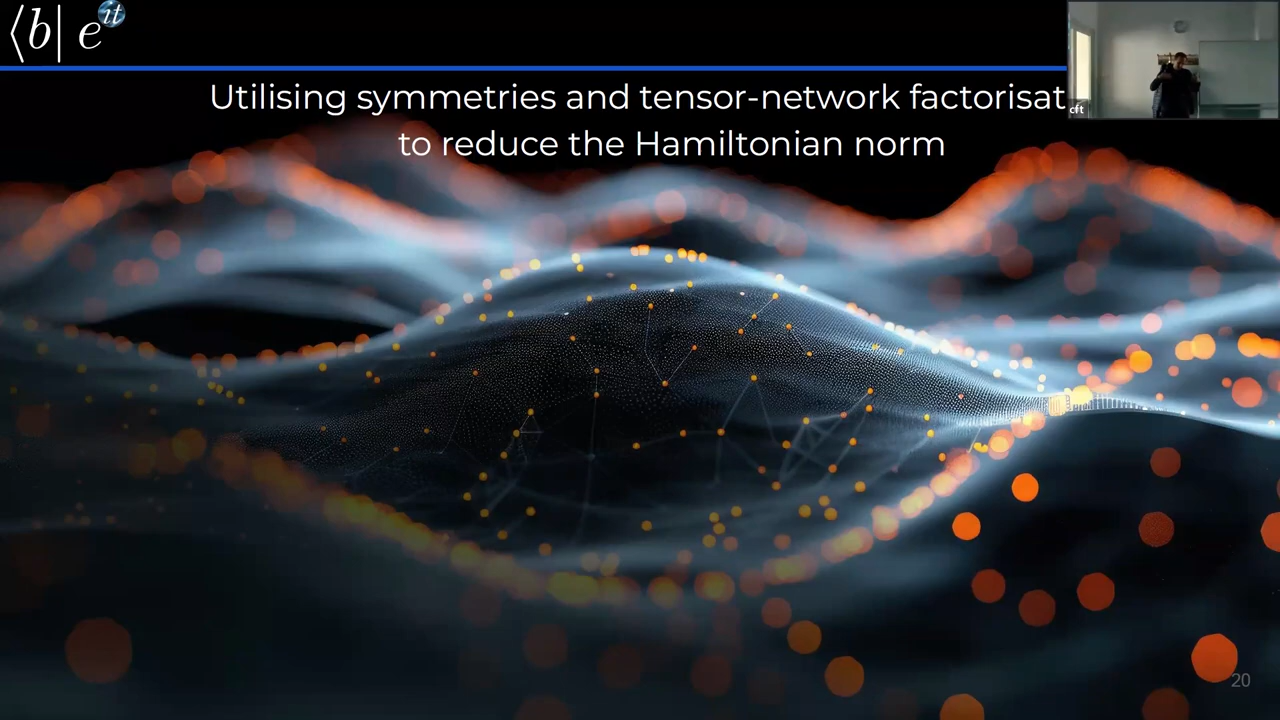 ⟨b| e^{it}
Utilising symmetries and tensor-network factorisat
to reduce the Hamiltonian norm
cft
20